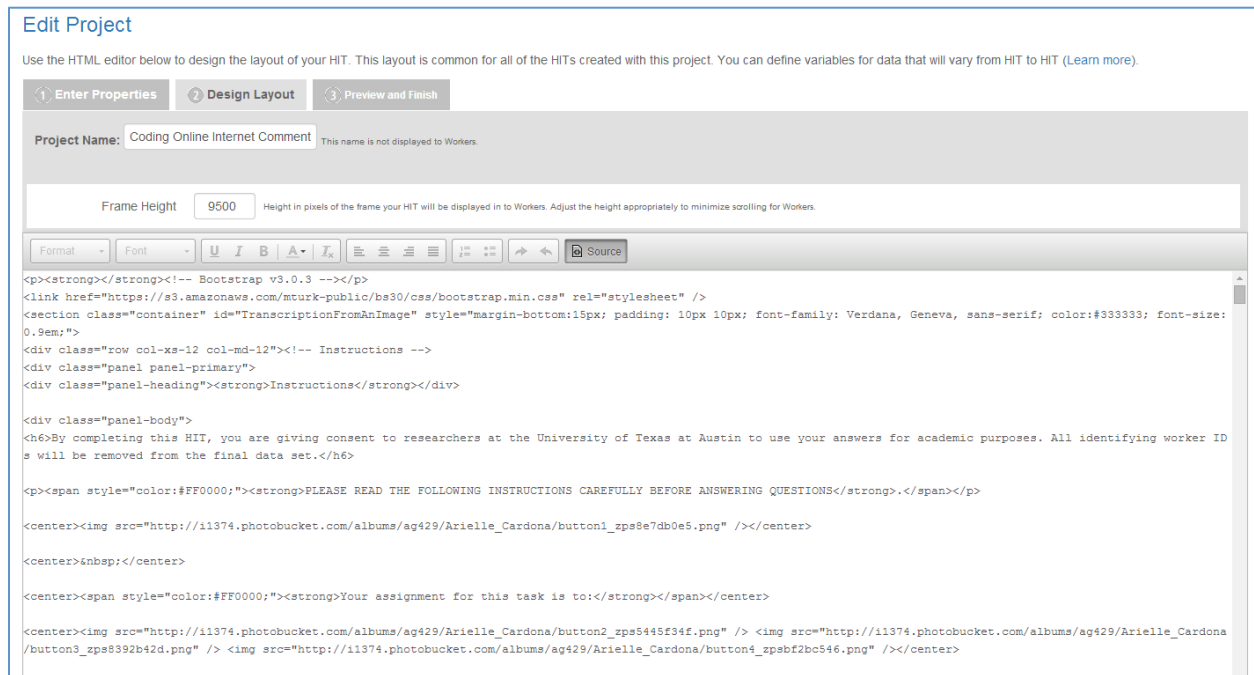 Edit Project
Use the HTML editor below to design the layout of your HIT. This layout is common for all of the HITs created with this project. You can define variables for data that will vary from HIT to HIT (Learn more).
1 Enter Properties 2 Design Layout 3 Preview and Finish
Project Name: Coding Online Internet Comment This name is not displayed to Workers.
Frame Height 9500 Height in pixels of the frame your HIT will be displayed in to Workers. Adjust the height appropriately to minimize scrolling for Workers.
Format Font U I B A Ix Source
<p><strong></strong><!-- Bootstrap v3.0.3 --></p>
<link href="https://s3.amazonaws.com/mturk-public/bs30/css/bootstrap.min.css" rel="stylesheet" />
<section class="container" id="TranscriptionFromAnImage" style="margin-bottom:15px; padding: 10px 10px; font-family: Verdana, Geneva, sans-serif; color:#333333; font-size:
0.9em;">
<div class="row col-xs-12 col-md-12"><!-- Instructions -->
<div class="panel panel-primary">
<div class="panel-heading"><strong>Instructions</strong></div>
<div class="panel-body">
<h6>By completing this HIT, you are giving consent to researchers at the University of Texas at Austin to use your answers for academic purposes. All identifying worker ID
s will be removed from the final data set.</h6>
<p><span style="color:#FF0000;"><strong>PLEASE READ THE FOLLOWING INSTRUCTIONS CAREFULLY BEFORE ANSWERING QUESTIONS</strong>.</span></p>
<center><img src="http://i1374.photobucket.com/albums/ag429/Arielle_Cardona/button1_zps8e7db0e5.png" /></center>
<center>&nbsp;</center>
<center><span style="color:#FF0000;"><strong>Your assignment for this task is to:</strong></span></center>
<center><img src="http://i1374.photobucket.com/albums/ag429/Arielle_Cardona/button2_zps5445f34f.png" /> <img src="http://i1374.photobucket.com/albums/ag429/Arielle_Cardona
/button3_zps8392b42d.png" /> <img src="http://i1374.photobucket.com/albums/ag429/Arielle_Cardona/button4_zpsbf2bc546.png" /></center>